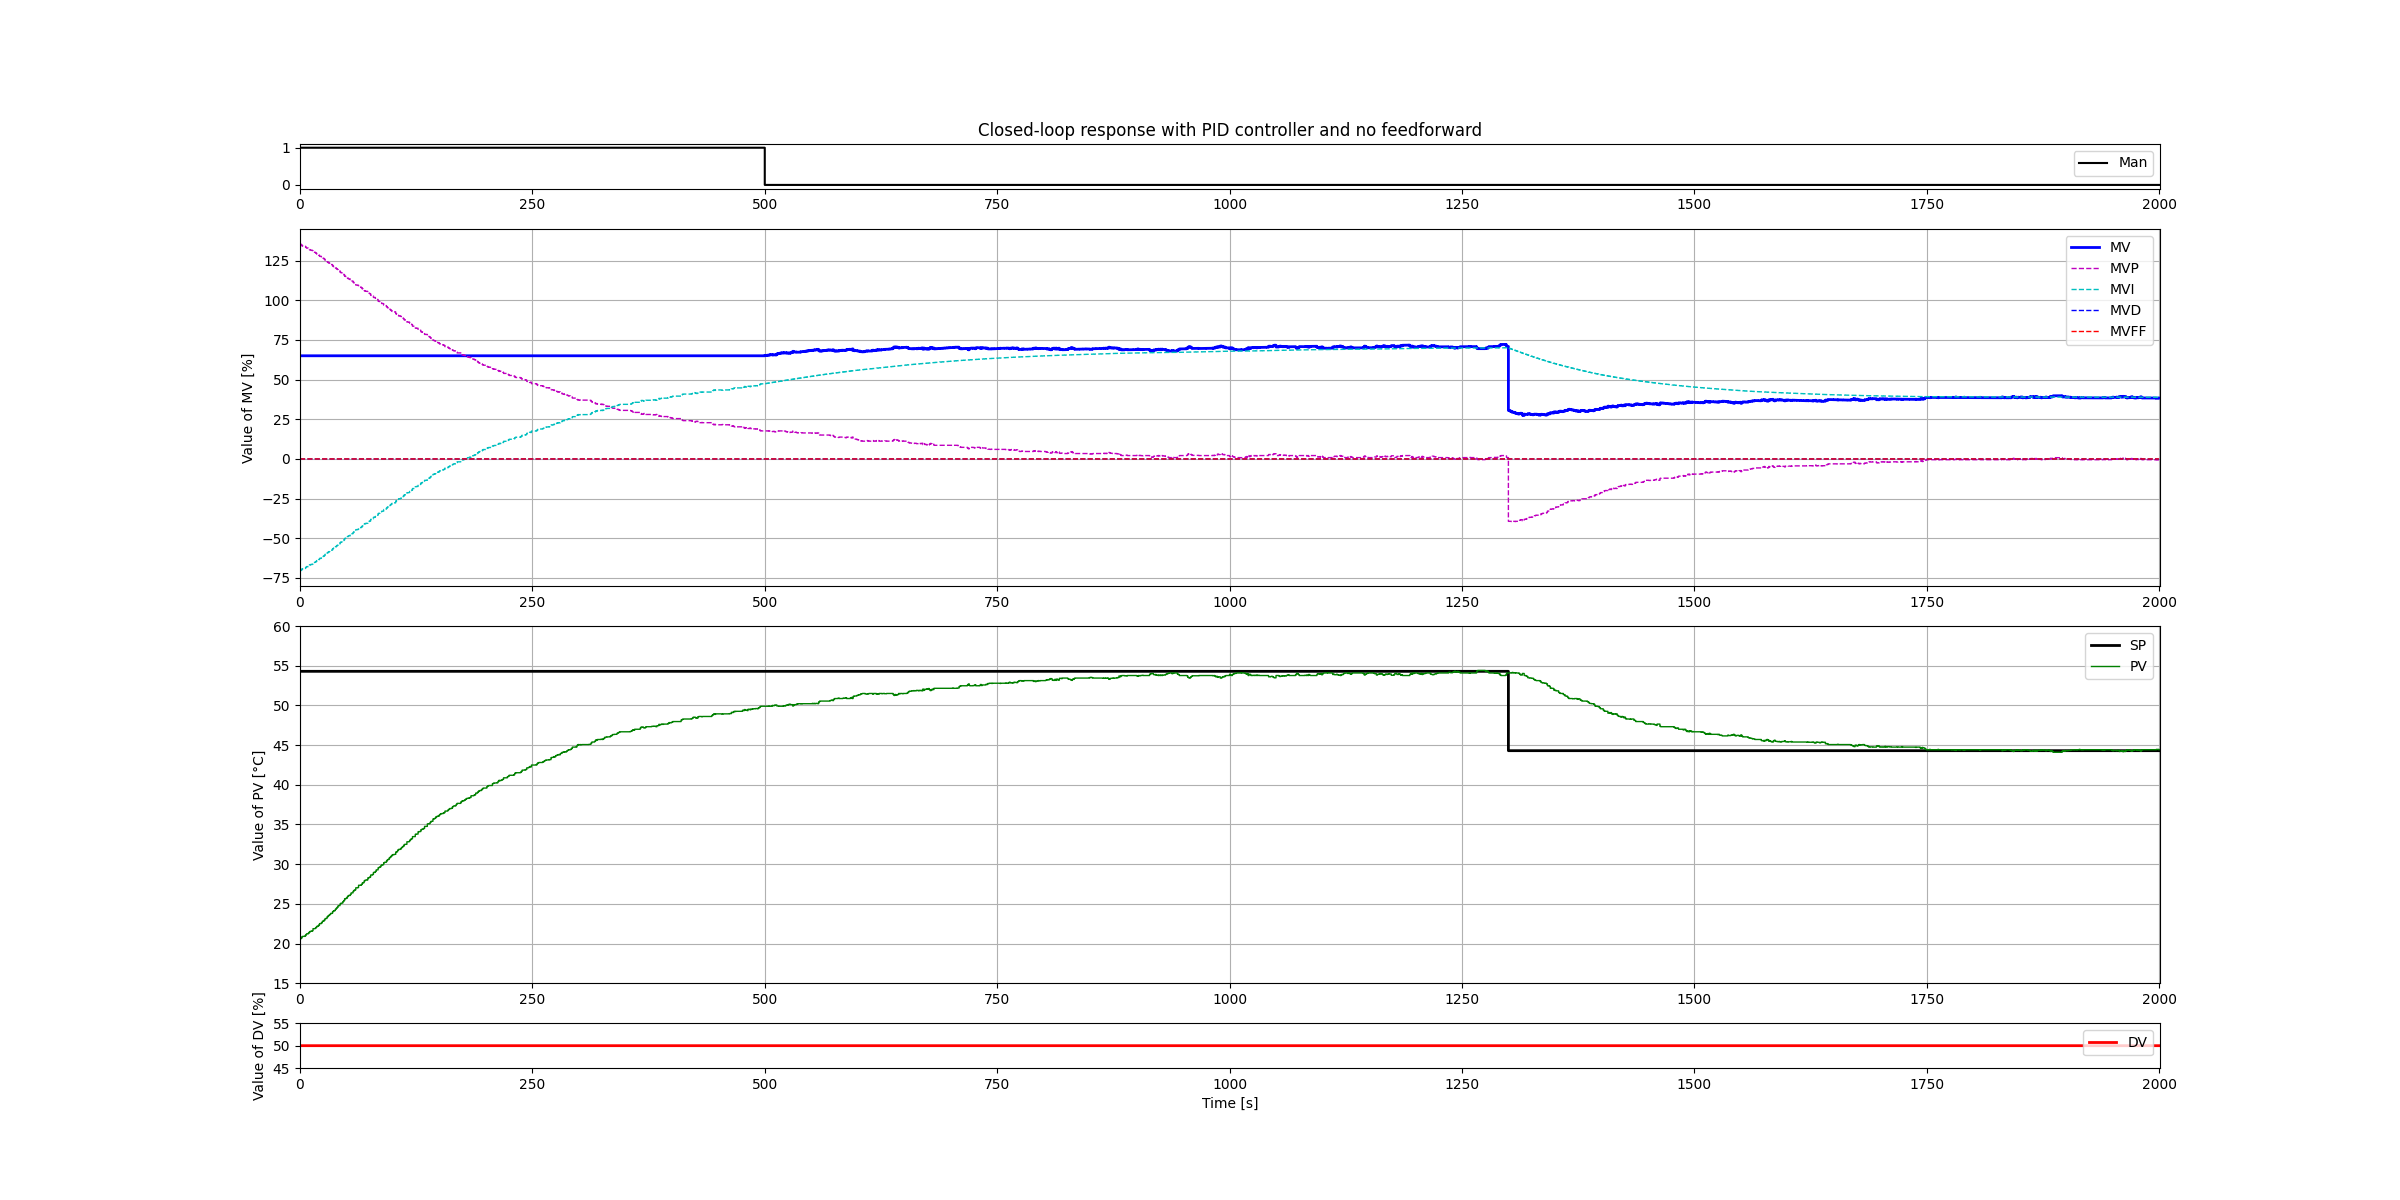 Closed-loop response with PID controller and no feedforward
1
0
Man
0 250 500 750 1000 1250 1500 1750 2000
Value of MV [%]
125
100
75
50
25
0
−25
−50
−75
MV
MVP
MVI
MVD
MVFF
0 250 500 750 1000 1250 1500 1750 2000
Value of PV [°C]
60
55
50
45
40
35
30
25
20
15
SP
PV
0 250 500 750 1000 1250 1500 1750 2000
Value of DV [%]
55
50
45
DV
0 250 500 750 1000 1250 1500 1750 2000
Time [s]